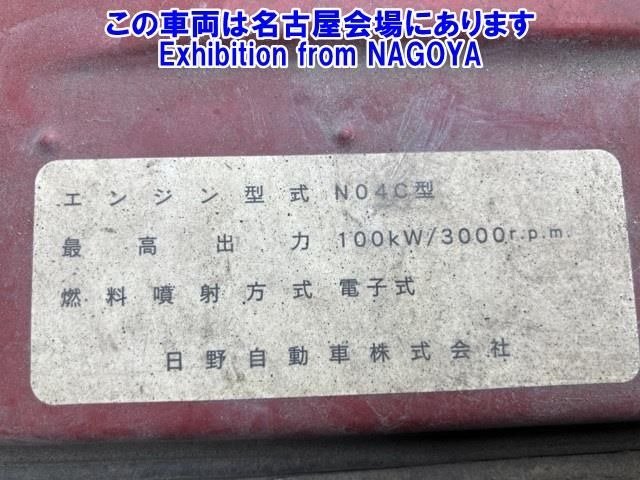 この車両は名古屋会場にあります
Exhibition from NAGOYA
エンジン型式 N04C型
最高出力 100kW/3000r.p.m.
燃料噴射方式 電子式
日野自動車株式会社